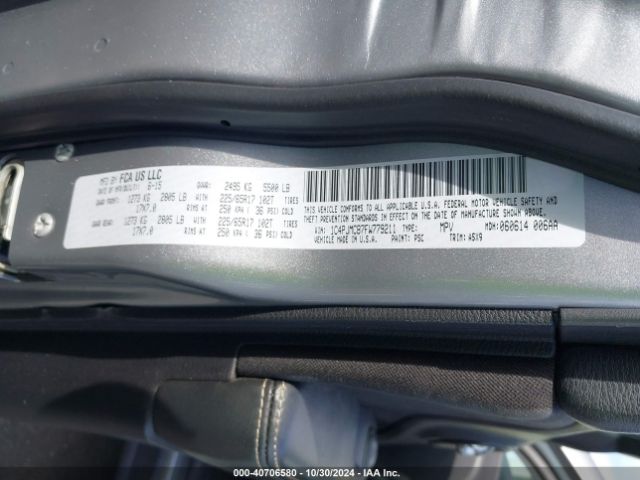 MFG BY FCA US LLC
DATE OF MFR/MOTLY: 6-15 GVWR: 2495 KG 5500 LB
GAWR FRONT: 1273 KG 2805 LB WITH 225/65R17 102T TIRES
17X7.0 RIMS AT 250 KPA / 36 PSI COLD
GAWR REAR: 1273 KG 2805 LB WITH 225/65R17 102T TIRES
17X7.0 RIMS AT 250 KPA / 36 PSI COLD
THIS VEHICLE CONFORMS TO ALL APPLICABLE U.S.A. FEDERAL MOTOR VEHICLE SAFETY AND
THEFT PREVENTION STANDARDS IN EFFECT ON THE DATE OF MANUFACTURE SHOWN ABOVE.
VIN: 1C4PJMCB7FW779211 TYPE: MPV MDH: 060614 006AA
VEHICLE MADE IN U.S.A. PAINT: PSC TRIM: A5X9
000-40706580 - 10/30/2024 - IAA Inc.